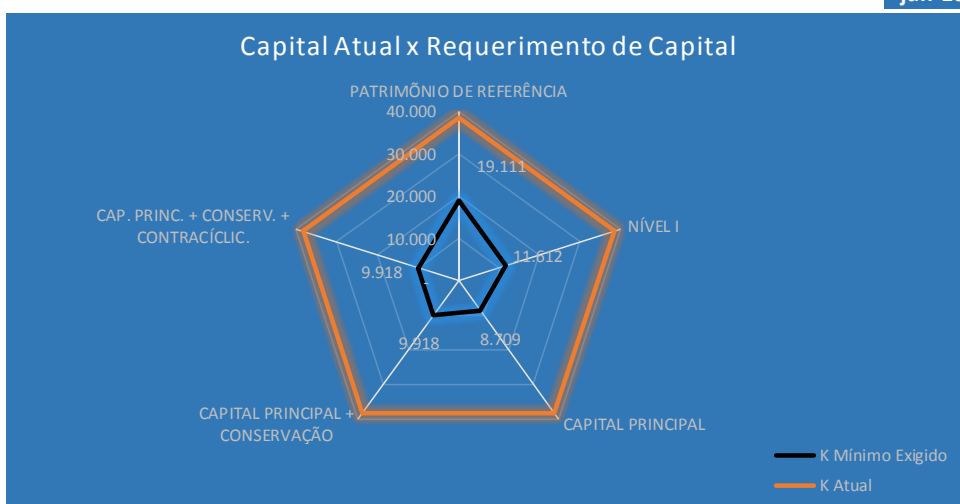 Capital Atual x Requerimento de Capital
PATRIMÕNIO DE REFERÊNCIA
40.000
30.000
19.111
20.000
CAP. PRINC. + CONSERV. +
CONTRACÍCLIC.
NÍVEL I
10.000
11.612
9.918
-
9.918
8.709
CAPITAL PRINCIPAL +
CONSERVAÇÃO
CAPITAL PRINCIPAL
K Mínimo Exigido
K Atual